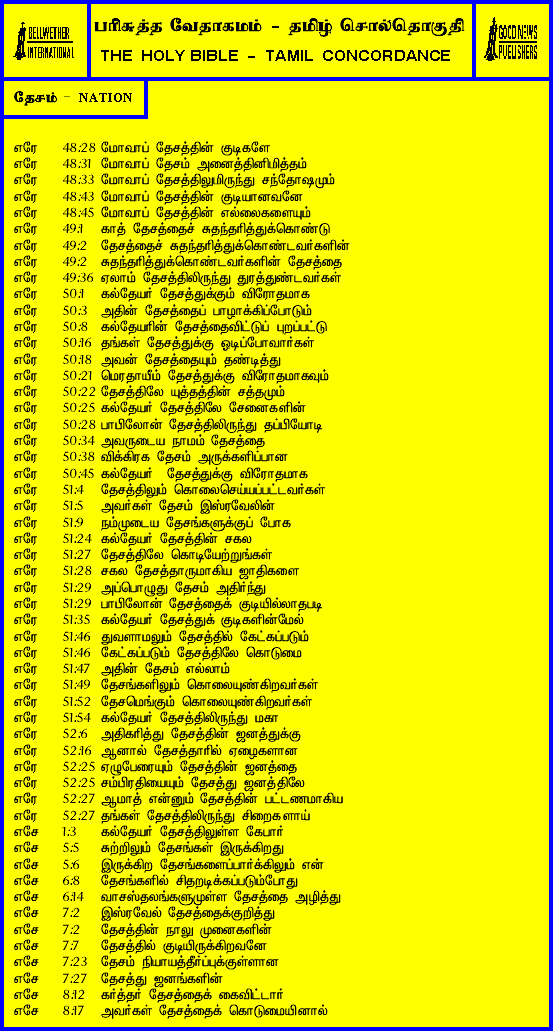 BELLWETHER
INTERNATIONAL
பரிசுத்த வேதாகமம் - தமிழ் சொல்தொகுதி
THE HOLY BIBLE - TAMIL CONCORDANCE
GOOD NEWS
PUBLISHERS
தேசம் - NATION
எரே 48:28 மோவாப் தேசத்தின் குடிகளே
எரே 48:31 மோவாப் தேசம் அனைத்தினிமித்தம்
எரே 48:33 மோவாப் தேசத்திலுமிருந்து சந்தோஷமும்
எரே 48:43 மோவாப் தேசத்தின் குடியானவனே
எரே 48:45 மோவாப் தேசத்தின் எல்லைகளையும்
எரே 49:1 காத் தேசத்தைச் சுதந்தரித்துக்கொண்டு
எரே 49:2 தேசத்தைச் சுதந்தரித்துக்கொண்டவர்களின்
எரே 49:2 சுதந்தரித்துக்கொண்டவர்களின் தேசத்தை
எரே 49:36 ஏலாம் தேசத்திலிருந்து துரத்துண்டவர்கள்
எரே 50:1 கல்தேயர் தேசத்துக்கும் விரோதமாக
எரே 50:3 அதின் தேசத்தைப் பாழாக்கிப்போடும்
எரே 50:8 கல்தேயரின் தேசத்தைவிட்டுப் புறப்பட்டு
எரே 50:16 தங்கள் தேசத்துக்கு ஓடிப்போவார்கள்
எரே 50:18 அவன் தேசத்தையும் தண்டித்து
எரே 50:21 மெரதாயீம் தேசத்துக்கு விரோதமாகவும்
எரே 50:22 தேசத்திலே யுத்தத்தின் சத்தமும்
எரே 50:25 கல்தேயர் தேசத்திலே சேனைகளின்
எரே 50:28 பாபிலோன் தேசத்திலிருந்து தப்பியோடி
எரே 50:34 அவருடைய நாமம் தேசத்தை
எரே 50:38 விக்கிரக தேசம் அருக்களிப்பான
எரே 50:45 கல்தேயர் தேசத்துக்கு விரோதமாக
எரே 51:4 தேசத்திலும் கொலைசெய்யப்பட்டவர்கள்
எரே 51:5 அவர்கள் தேசம் இஸ்ரவேலின்
எரே 51:9 நம்முடைய தேசங்களுக்குப் போக
எரே 51:24 கல்தேயர் தேசத்தின் சகல
எரே 51:27 தேசத்திலே கொடியேற்றுங்கள்
எரே 51:28 சகல தேசத்தாருமாகிய ஜாதிகளை
எரே 51:29 அப்பொழுது தேசம் அதிர்ந்து
எரே 51:29 பாபிலோன் தேசத்தைக் குடியில்லாதபடி
எரே 51:35 கல்தேயர் தேசத்துக் குடிகளின்மேல்
எரே 51:46 துவளாமலும் தேசத்தில் கேட்கப்படும்
எரே 51:46 கேட்கப்படும் தேசத்திலே கொடுமை
எரே 51:47 அதின் தேசம் எல்லாம்
எரே 51:49 தேசங்களிலும் கொலையுண்கிறவர்கள்
எரே 51:52 தேசமெங்கும் கொலையுண்கிறவர்கள்
எரே 51:54 கல்தேயர் தேசத்திலிருந்து மகா
எரே 52:6 அதிகரித்து தேசத்தின் ஜனத்துக்கு
எரே 52:16 ஆனால் தேசத்தாரில் ஏழைகளான
எரே 52:25 ஏழுபேரையும் தேசத்தின் ஜனத்தை
எரே 52:25 சம்பிரதியையும் தேசத்து ஜனத்திலே
எரே 52:27 ஆமாத் என்னும் தேசத்தின் பட்டணமாகிய
எரே 52:27 தங்கள் தேசத்திலிருந்து சிறைகளாய்
எசே 1:3 கல்தேயர் தேசத்திலுள்ள கேபார்
எசே 5:5 சுற்றிலும் தேசங்கள் இருக்கிறது
எசே 5:6 இருக்கிற தேசங்களைப்பார்க்கிலும் என்
எசே 6:8 தேசங்களில் சிதறடிக்கப்படும்போது
எசே 6:14 வாசஸ்தலங்களுமுள்ள தேசத்தை அழித்து
எசே 7:2 இஸ்ரவேல் தேசத்தைக்குறித்து
எசே 7:2 தேசத்தின் நாலு முனைகளின்
எசே 7:7 தேசத்தில் குடியிருக்கிறவனே
எசே 7:23 தேசம் நியாயத்தீர்ப்புக்குள்ளான
எசே 7:27 தேசத்து ஜனங்களின்
எசே 8:12 கர்த்தர் தேசத்தைக் கைவிட்டார்
எசே 8:17 அவர்கள் தேசத்தைக் கொடுமையினால்